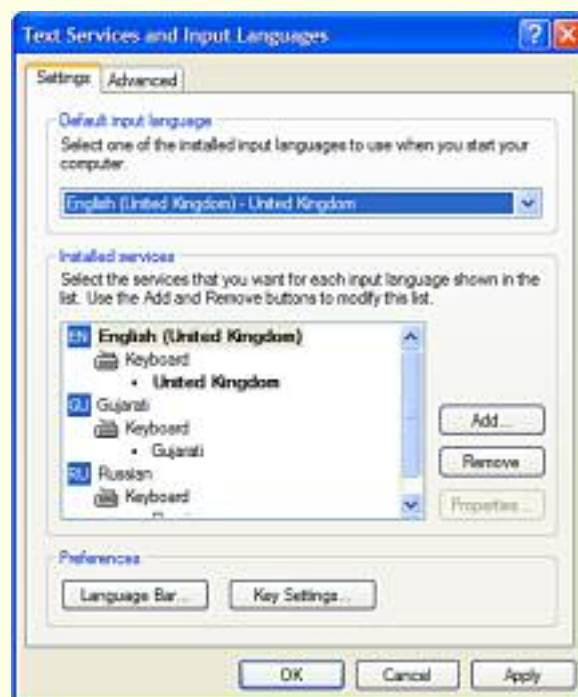 Text Services and Input Languages
Settings
Advanced
Default input language
Select one of the installed input languages to use when you start your
computer.
English (United Kingdom) - United Kingdom
Installed services
Select the services that you want for each input language shown in the
list. Use the Add and Remove buttons to modify this list.
EN English (United Kingdom)
Keyboard
• United Kingdom
GU Gujarati
Keyboard
• Gujarati
RU Russian
Keyboard
Add...
Remove
Properties...
Preferences
Language Bar...
Key Settings...
OK
Cancel
Apply